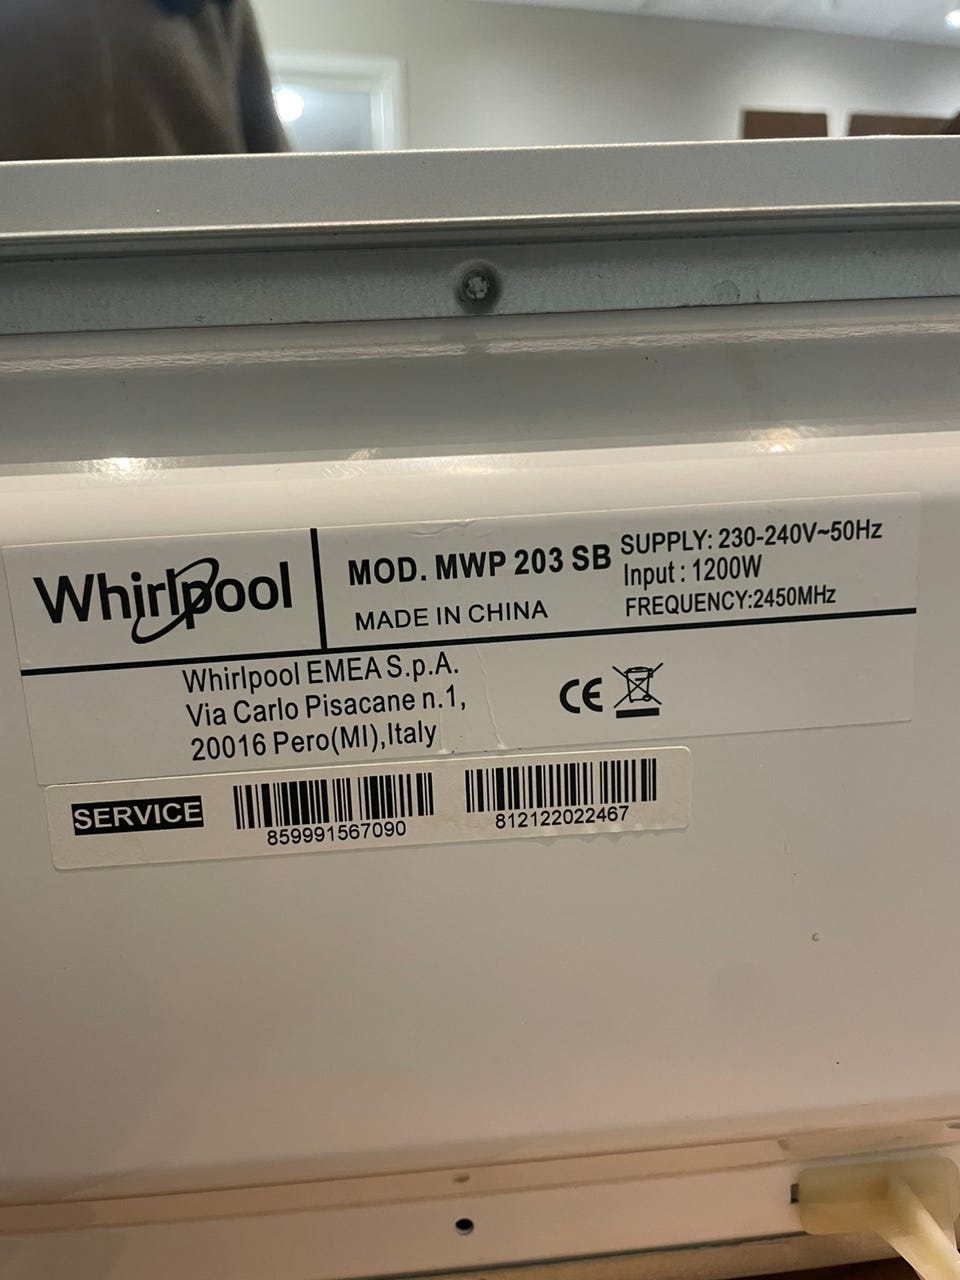 Whirlpool
MOD. MWP 203 SB
MADE IN CHINA
SUPPLY: 230-240V~50Hz
Input : 1200W
FREQUENCY:2450MHz
Whirlpool EMEA S.p.A.
Via Carlo Pisacane n.1,
20016 Pero(MI),Italy
CE
SERVICE
859991567090
812122022467